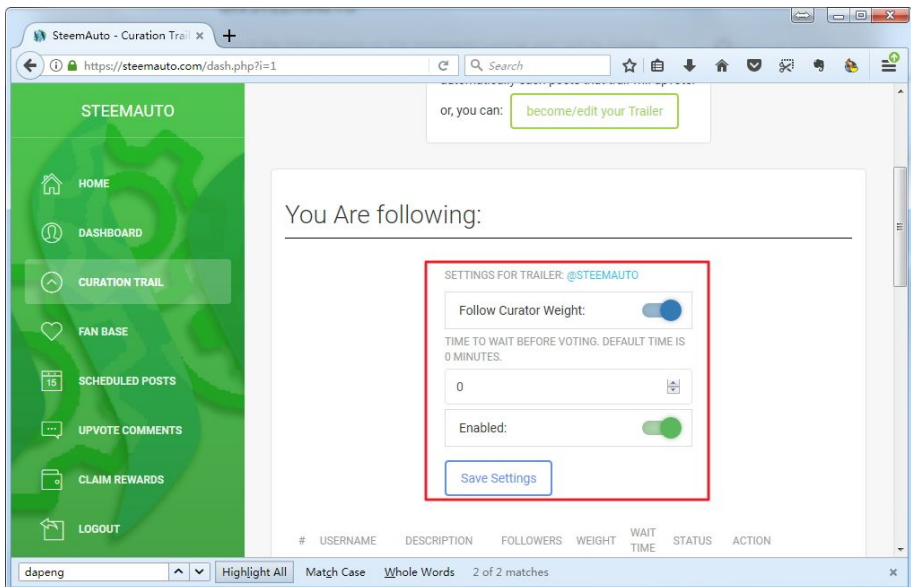 SteemAuto - Curation Trail
https://steemauto.com/dash.php?i=1
Search
STEEMAUTO
HOME
DASHBOARD
CURATION TRAIL
FAN BASE
15
SCHEDULED POSTS
UPVOTE COMMENTS
CLAIM REWARDS
LOGOUT
or, you can:
become/edit your Trailer
You Are following:
SETTINGS FOR TRAILER: @STEEMAUTO
Follow Curator Weight:
TIME TO WAIT BEFORE VOTING. DEFAULT TIME IS
0 MINUTES.
0
Enabled:
Save Settings
# USERNAME DESCRIPTION FOLLOWERS WEIGHT WAIT TIME STATUS ACTION
dapeng
Highlight All Match Case Whole Words 2 of 2 matches